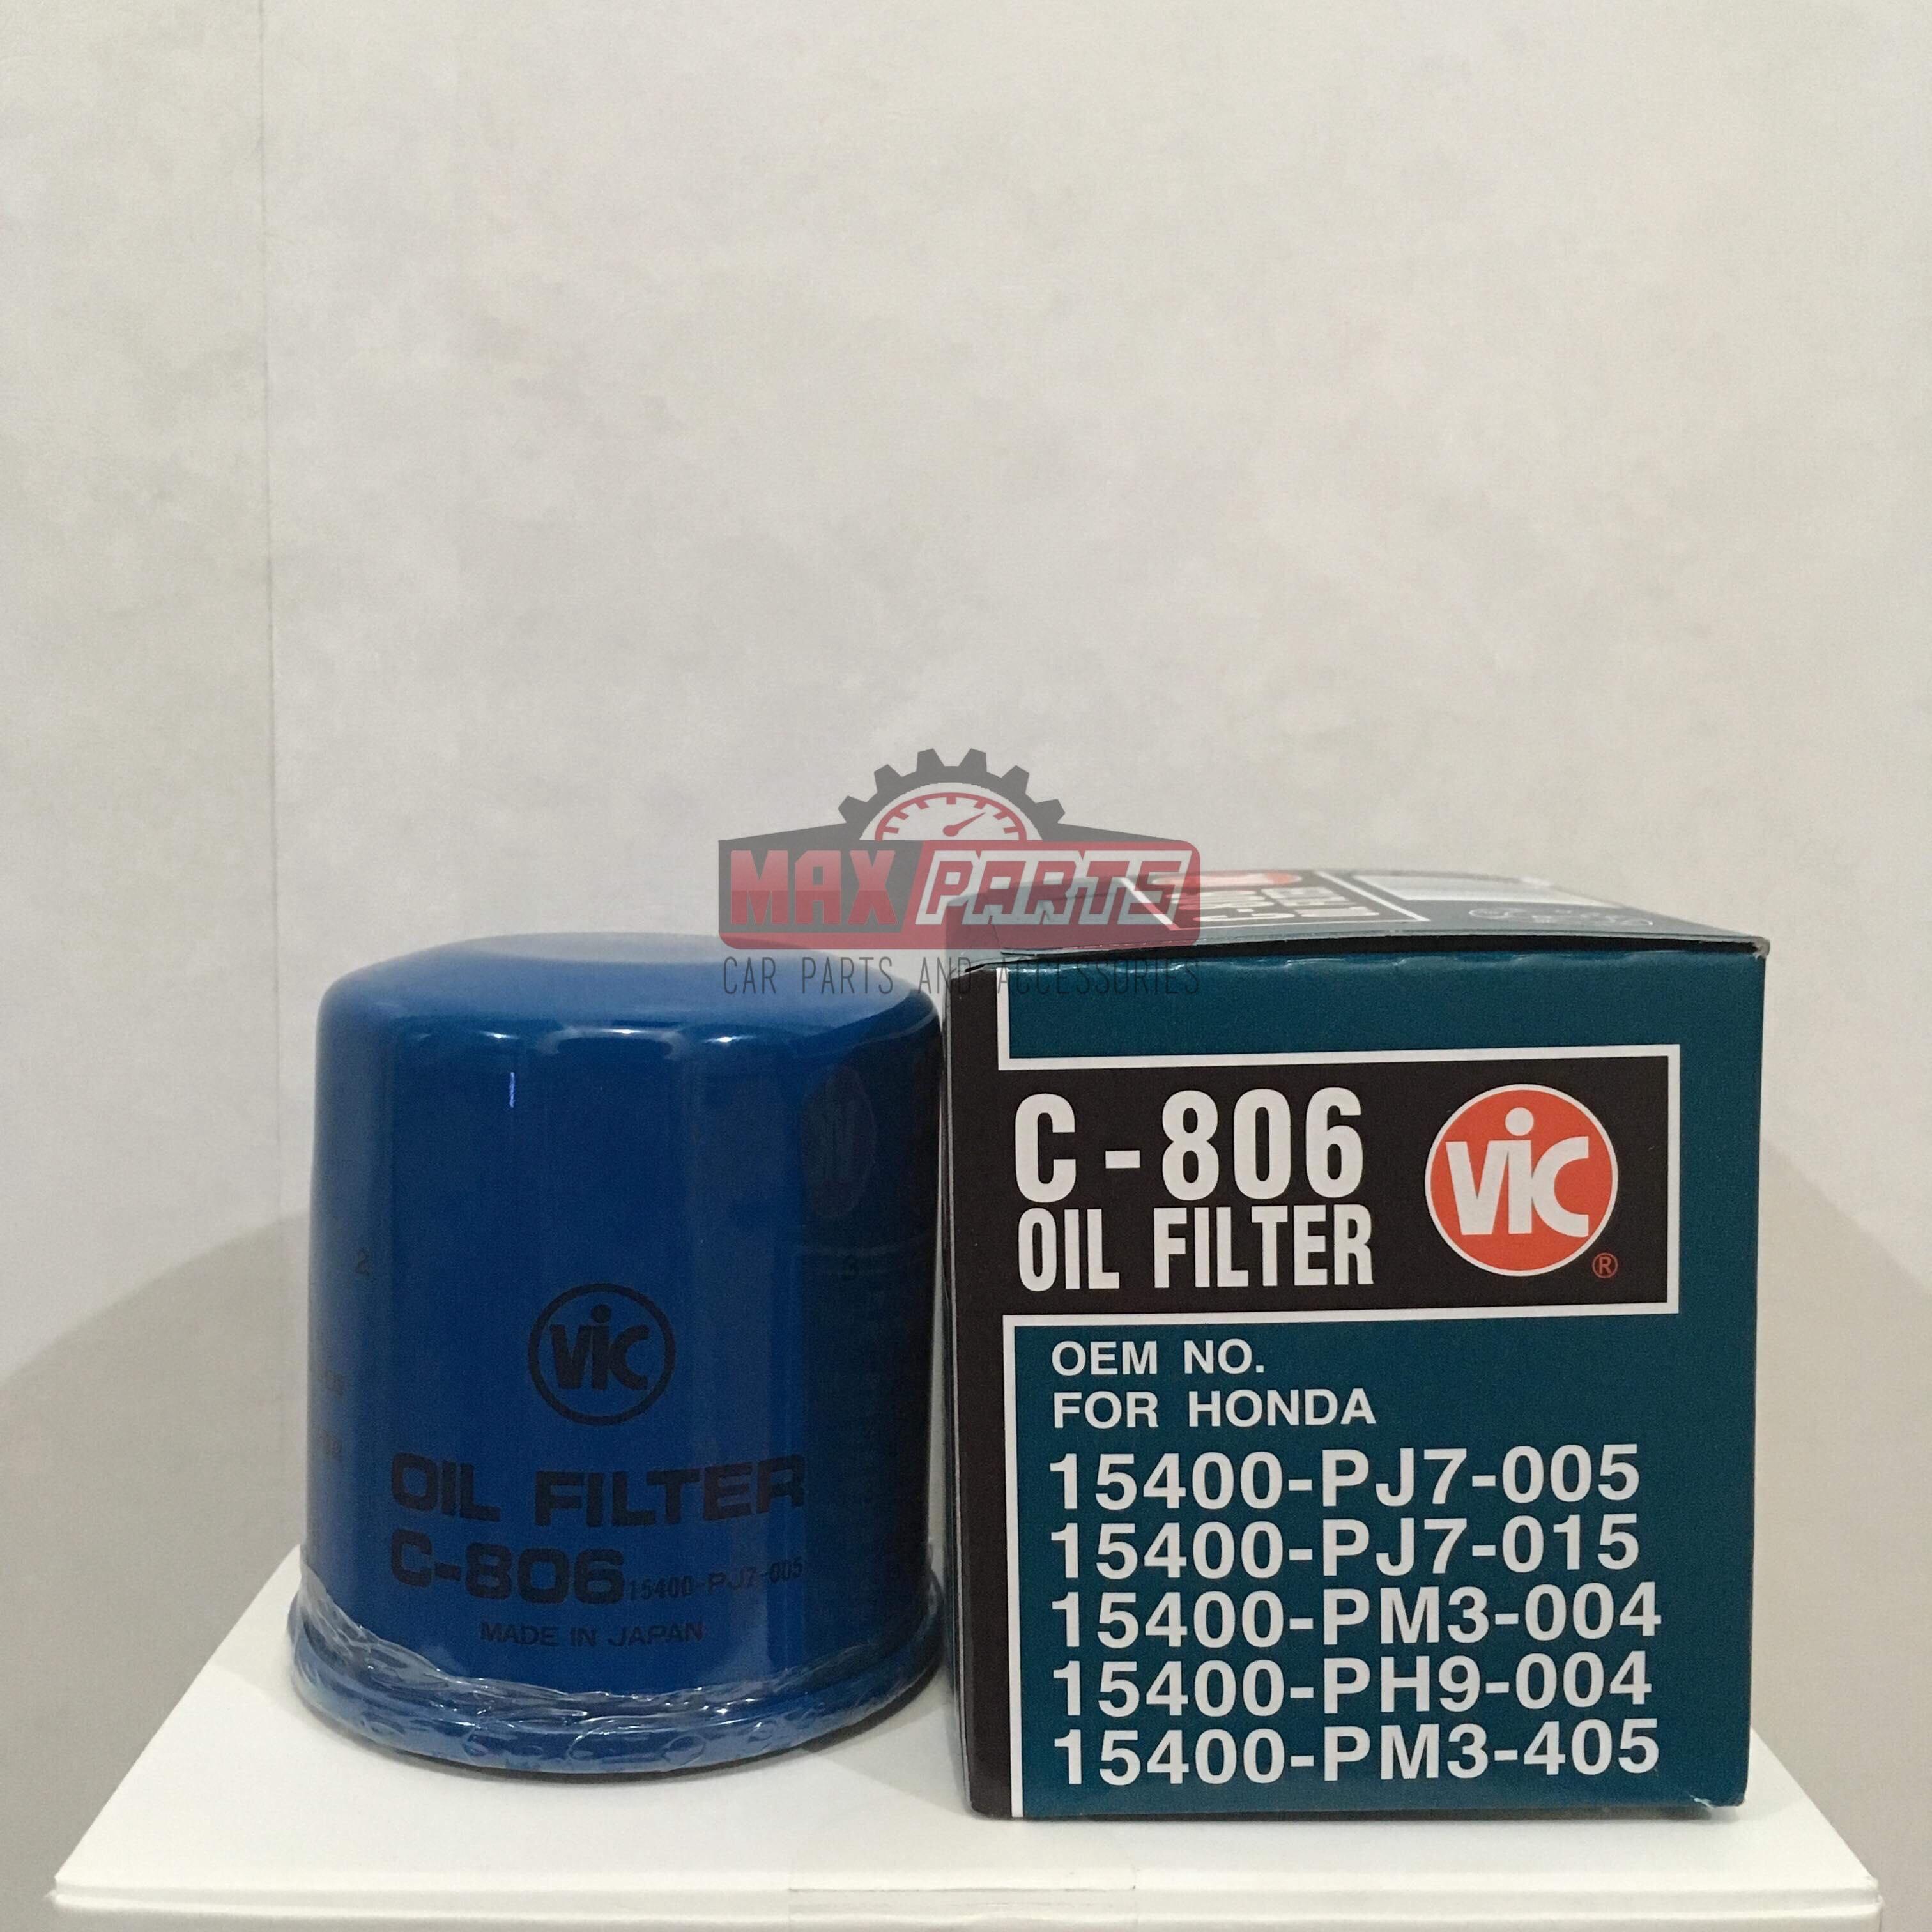 MAX PARTS
CAR PARTS AND ACCESSORIES
VIC
OIL FILTER
C-806 15400-PJ7-005
MADE IN JAPAN
C-806
OIL FILTER
VIC ®
OEM NO.
FOR HONDA
15400-PJ7-005
15400-PJ7-015
15400-PM3-004
15400-PH9-004
15400-PM3-405